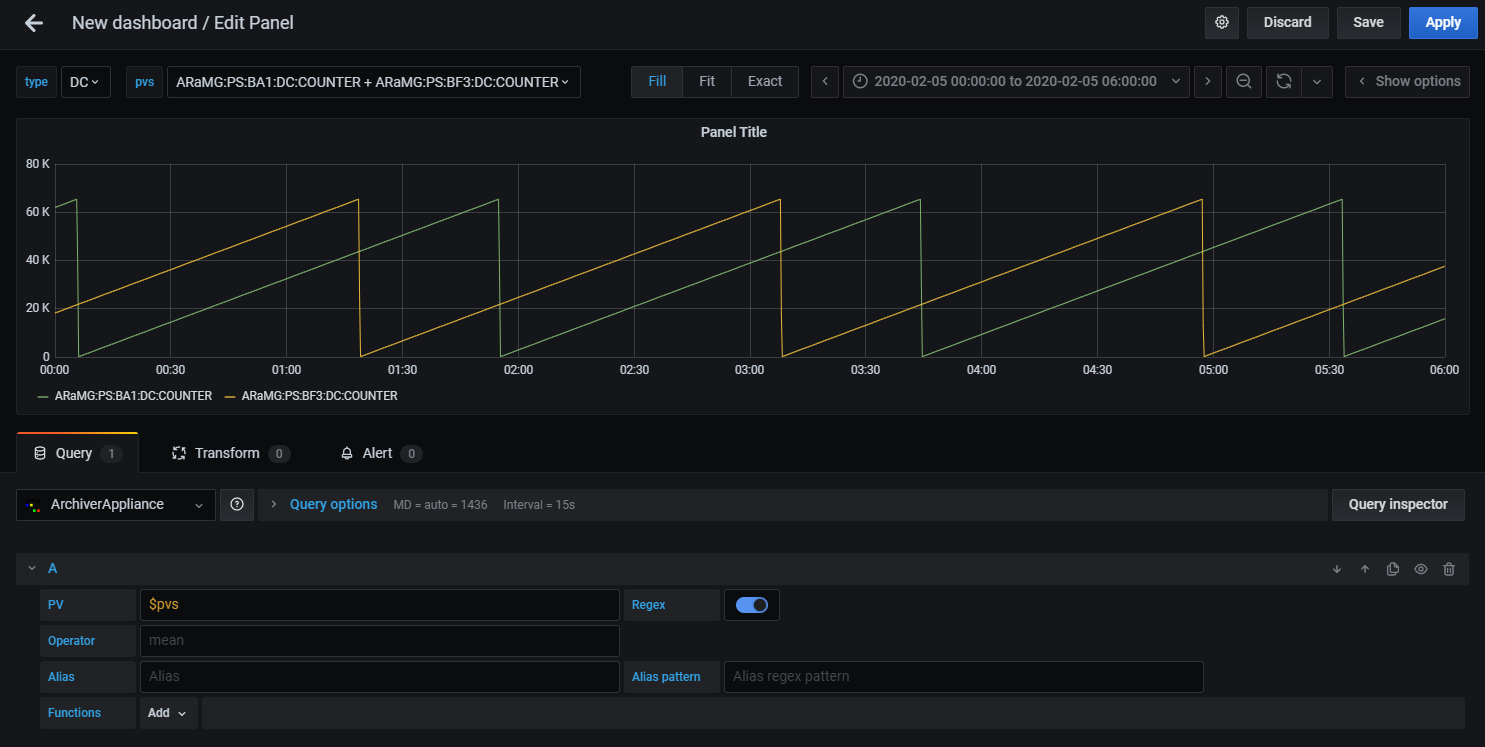 New dashboard / Edit Panel Discard Save Apply
type DC pvs ARaMG:PS:BA1:DC:COUNTER + ARaMG:PS:BF3:DC:COUNTER Fill Fit Exact 2020-02-05 00:00:00 to 2020-02-05 06:00:00 Show options
Panel Title
80 K
60 K
40 K
20 K
0
00:00 00:30 01:00 01:30 02:00 02:30 03:00 03:30 04:00 04:30 05:00 05:30 06:00
ARaMG:PS:BA1:DC:COUNTER ARaMG:PS:BF3:DC:COUNTER
Query 1 Transform 0 Alert 0
ArchiverAppliance Query options MD = auto = 1436 Interval = 15s Query inspector
A
PV $pvs Regex
Operator mean
Alias Alias Alias pattern Alias regex pattern
Functions Add